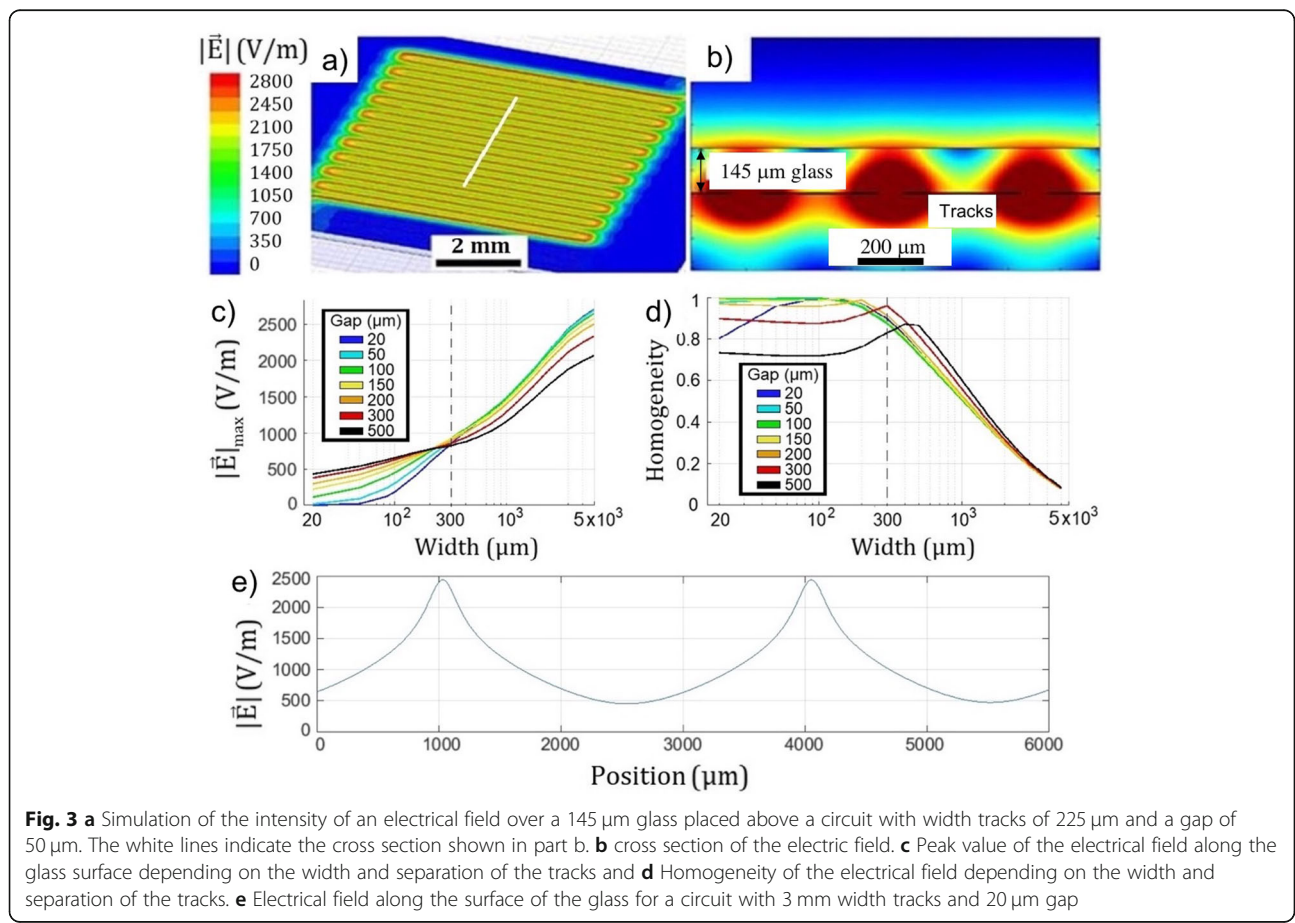 |E⃗| (V/m)
2800
2450
2100
1750
1400
1050
700
350
0
a)
2 mm
b)
145 µm glass
Tracks
200 µm
c)
|E⃗|max (V/m)
2500
2000
1500
1000
500
0
Gap (µm)
20
50
100
150
200
300
500
20 10² 300 10³ 5x10³
Width (µm)
d)
Homogeneity
1
0.8
0.6
0.4
0.2
0
Gap (µm)
20
50
100
150
200
300
500
20 10² 300 10³ 5x10³
Width (µm)
e)
|E⃗| (V/m)
2500
2000
1500
1000
500
0
0 1000 2000 3000 4000 5000 6000
Position (µm)
Fig. 3 a Simulation of the intensity of an electrical field over a 145 µm glass placed above a circuit with width tracks of 225 µm and a gap of
50 µm. The white lines indicate the cross section shown in part b. b cross section of the electric field. c Peak value of the electrical field along the
glass surface depending on the width and separation of the tracks and d Homogeneity of the electrical field depending on the width and
separation of the tracks. e Electrical field along the surface of the glass for a circuit with 3 mm width tracks and 20 µm gap